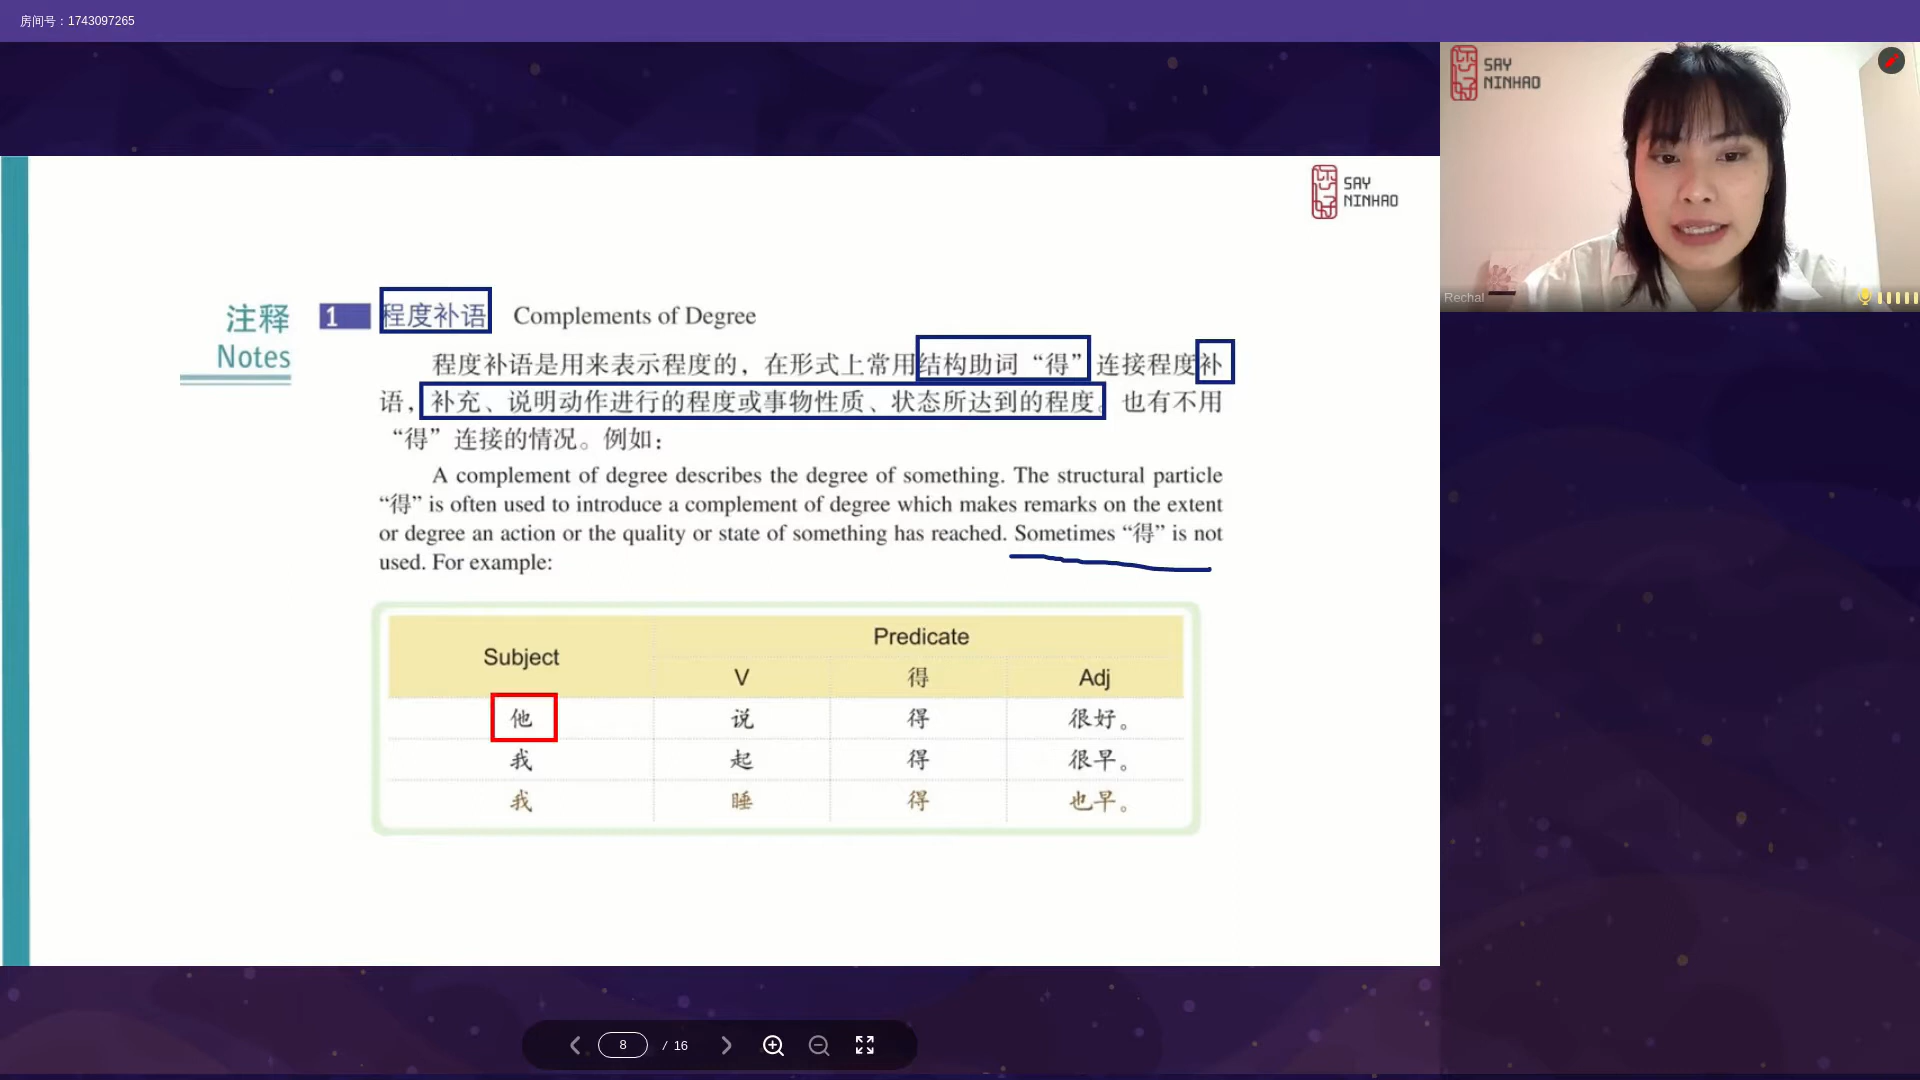 房间号：1743097265
SAY
NINHAO
Rechal
SAY
NINHAO
注释
Notes
1 程度补语 Complements of Degree
程度补语是用来表示程度的，在形式上常用结构助词“得”连接程度补
语，补充、说明动作进行的程度或事物性质、状态所达到的程度。也有不用
“得”连接的情况。例如：
A complement of degree describes the degree of something. The structural particle
“得” is often used to introduce a complement of degree which makes remarks on the extent
or degree an action or the quality or state of something has reached. Sometimes “得” is not
used. For example:
Subject Predicate
V 得 Adj
他 说 得 很好。
我 起 得 很早。
我 睡 得 也早。
8 / 16